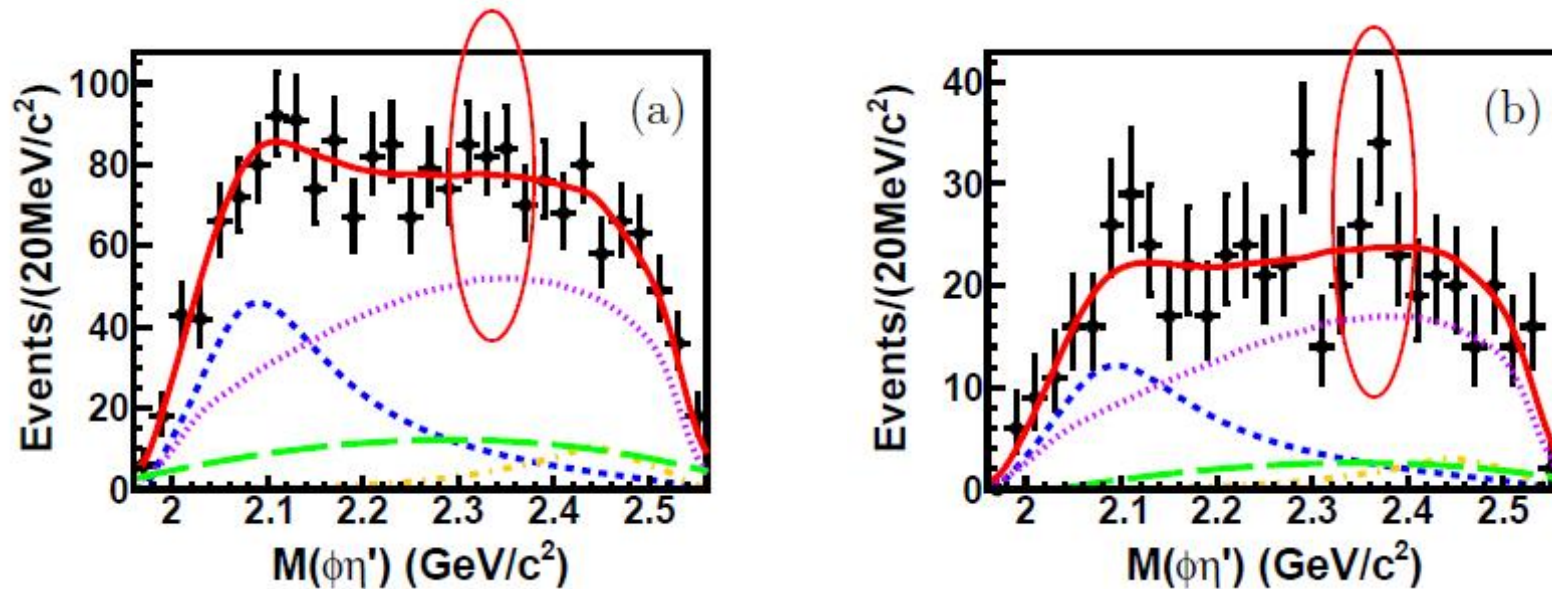 (a)
Events/(20MeV/c²)
100
80
60
40
20
0
2 2.1 2.2 2.3 2.4 2.5
M(ϕη') (GeV/c²)
(b)
Events/(20MeV/c²)
40
30
20
10
0
2 2.1 2.2 2.3 2.4 2.5
M(ϕη') (GeV/c²)